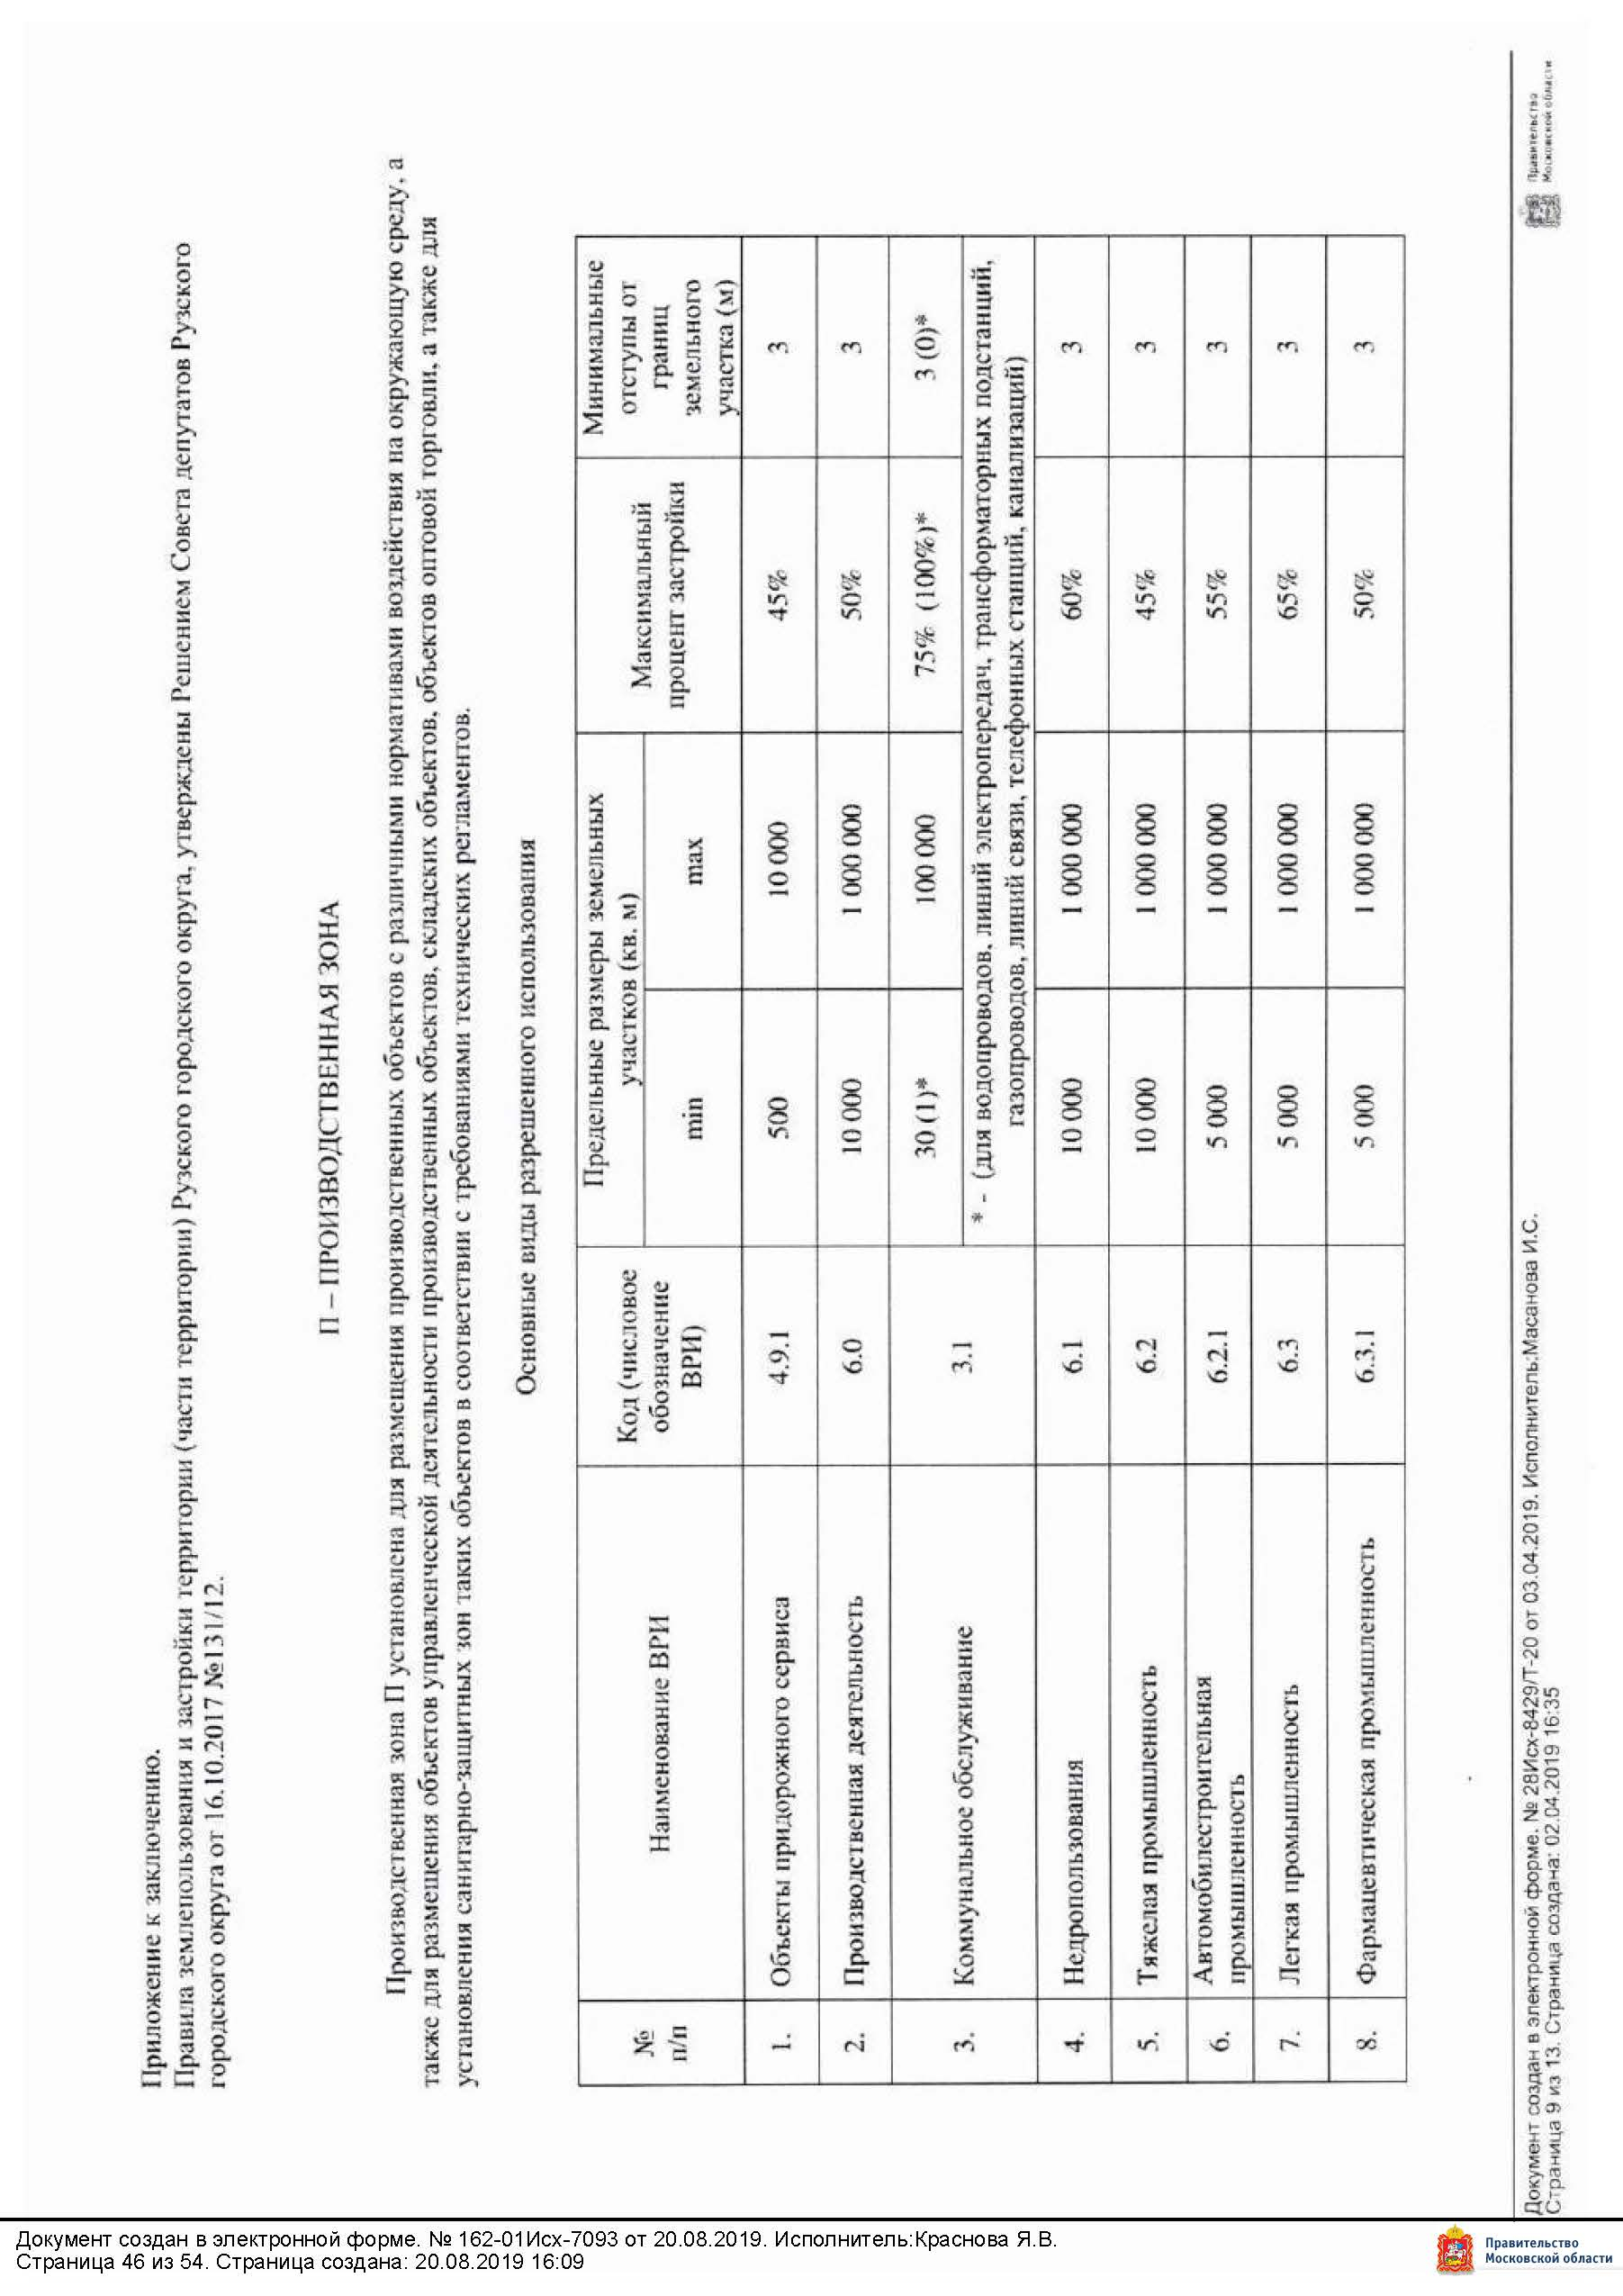 Приложение к заключению.
Правила землепользования и застройки территории (части территории) Рузского городского округа, утверждены Решением Совета депутатов Рузского
городского округа от 16.10.2017 №131/12.
П – ПРОИЗВОДСТВЕННАЯ ЗОНА
Производственная зона П установлена для размещения производственных объектов с различными нормативами воздействия на окружающую среду, а
также для размещения объектов управленческой деятельности производственных объектов, складских объектов, объектов оптовой торговли, а также для
установления санитарно-защитных зон таких объектов в соответствии с требованиями технических регламентов.
Основные виды разрешенного использования
№
п/п
Наименование ВРИ
Код (числовое
обозначение
ВРИ)
Предельные размеры земельных
участков (кв. м)
min
max
Максимальный
процент застройки
Минимальные
отступы от
границ
земельного
участка (м)
1. Объекты придорожного сервиса 4.9.1 500 10 000 45% 3
2. Производственная деятельность 6.0 10 000 1 000 000 50% 3
3. Коммунальное обслуживание 3.1 30 (1)* 100 000 75% (100%)* 3 (0)*
* - (для водопроводов, линий электропередач, трансформаторных подстанций,
газопроводов, линий связи, телефонных станций, канализаций)
4. Недропользования 6.1 10 000 1 000 000 60% 3
5. Тяжелая промышленность 6.2 10 000 1 000 000 45% 3
6. Автомобилестроительная
промышленность 6.2.1 5 000 1 000 000 55% 3
7. Легкая промышленность 6.3 5 000 1 000 000 65% 3
8. Фармацевтическая промышленность 6.3.1 5 000 1 000 000 50% 3
Документ создан в электронной форме. № 28Исх-8429/Т-20 от 03.04.2019. Исполнитель:Масанова И.С.
Страница 9 из 13. Страница создана: 02.04.2019 16:35
Правительство
Московской области
Документ создан в электронной форме. № 162-01Исх-7093 от 20.08.2019. Исполнитель:Краснова Я.В.
Страница 46 из 54. Страница создана: 20.08.2019 16:09
Правительство
Московской области